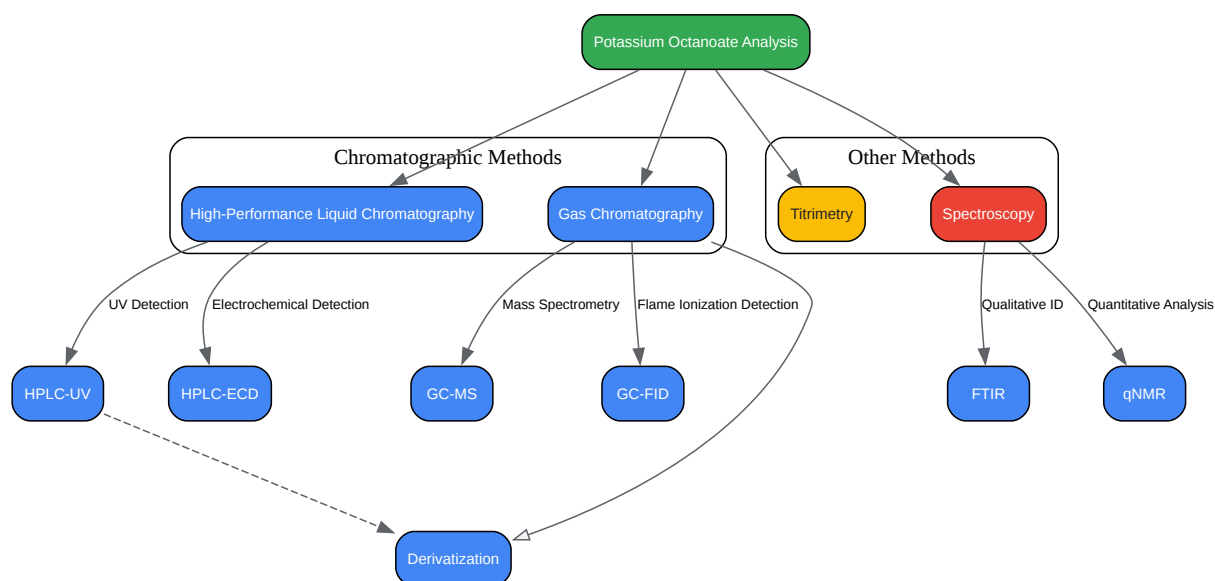 Potassium Octanoate Analysis
Chromatographic Methods
Other Methods
High-Performance Liquid Chromatography
Gas Chromatography
Titrimetry
Spectroscopy
UV Detection
Electrochemical Detection
Mass Spectrometry
Flame Ionization Detection
Qualitative ID
Quantitative Analysis
HPLC-UV
HPLC-ECD
GC-MS
GC-FID
FTIR
qNMR
Derivatization